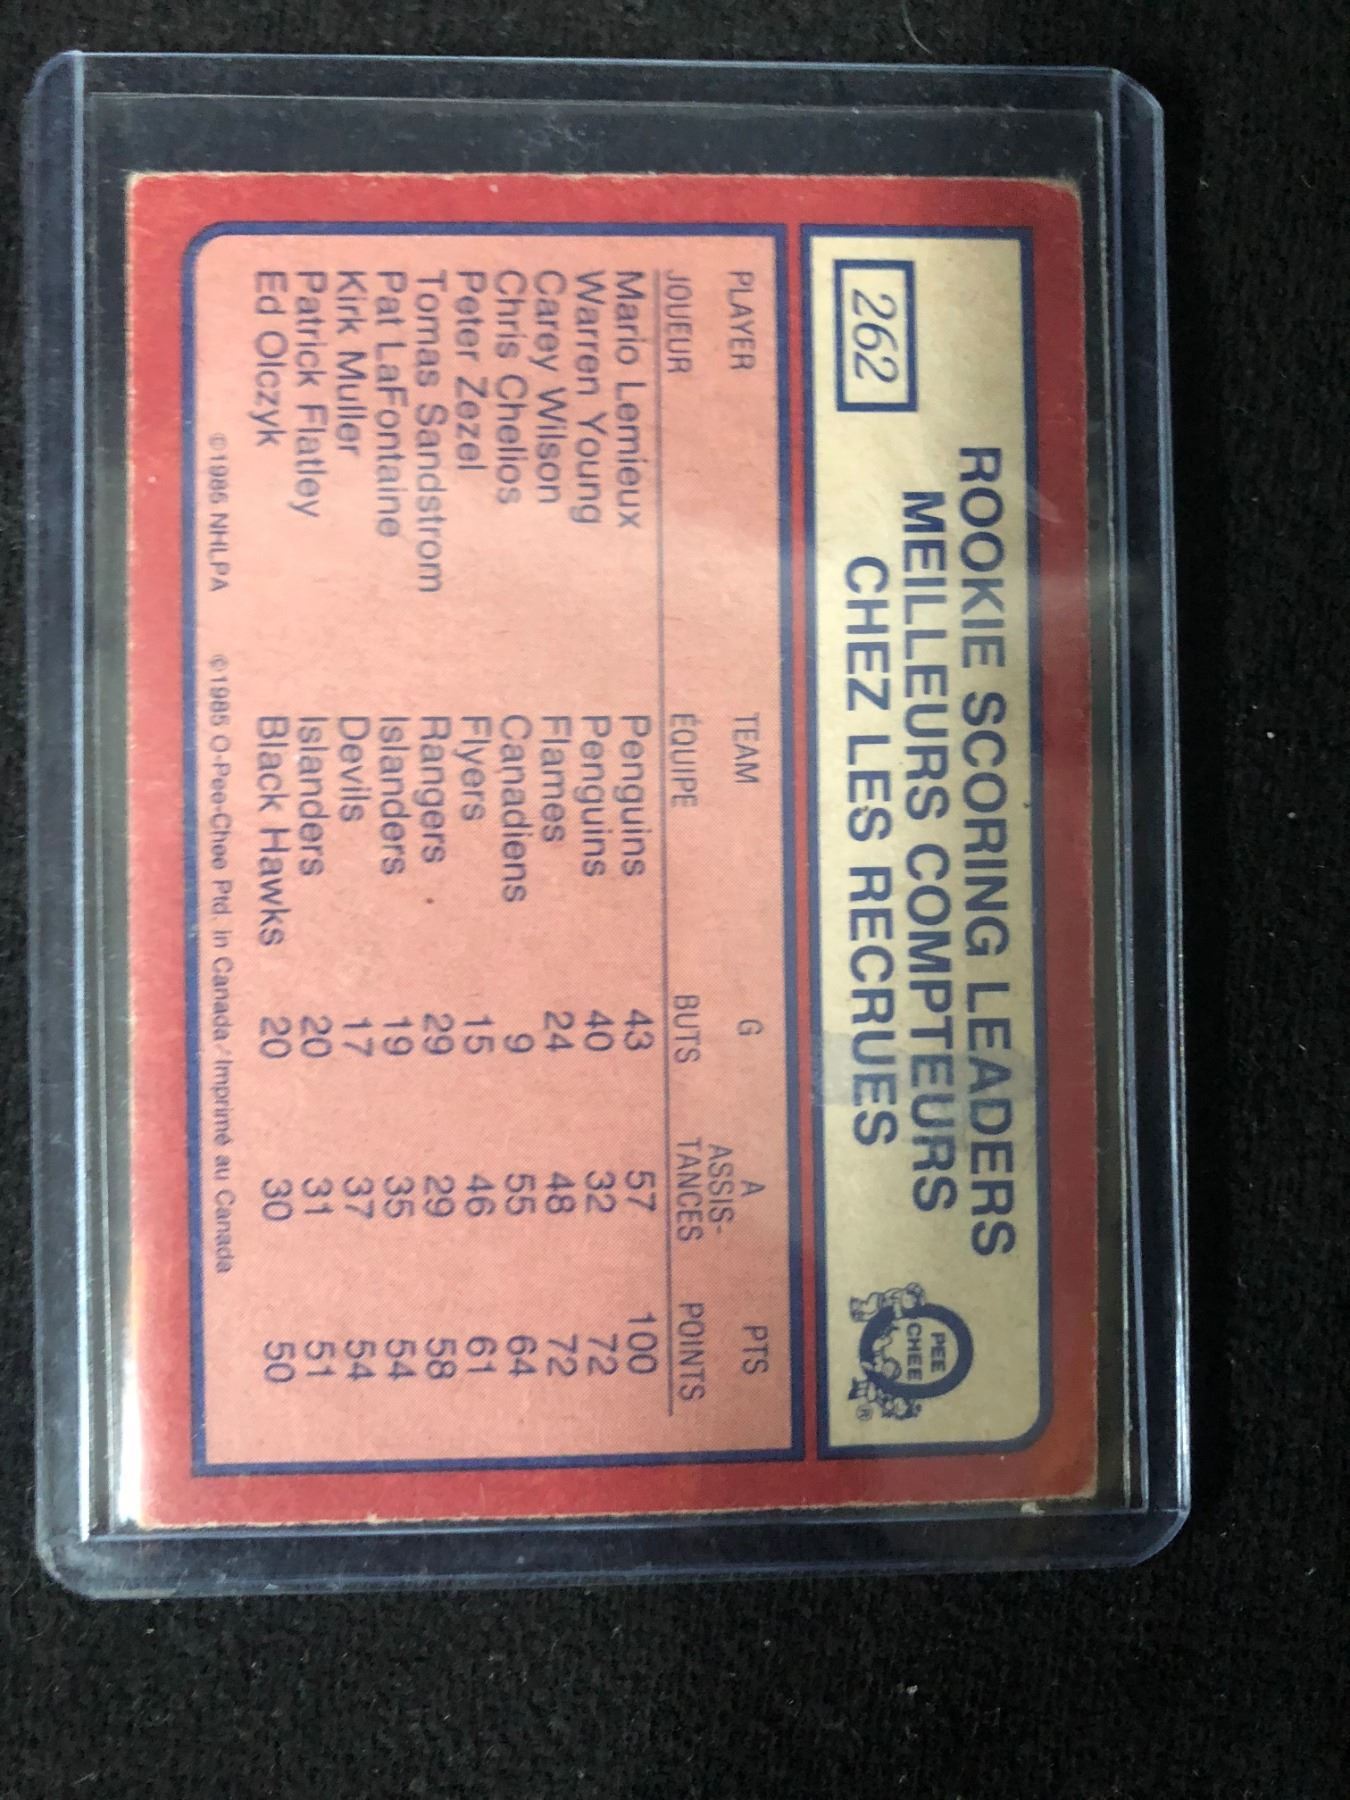 262
ROOKIE SCORING LEADERS
MEILLEURS COMPTEURS
CHEZ LES RECRUES
PEE
CHEE
®
PLAYER TEAM G A PTS
JOUEUR ÉQUIPE BUTS ASSIS-TANCES POINTS
Mario Lemieux Penguins 43 57 100
Warren Young Penguins 40 32 72
Carey Wilson Flames 24 48 72
Chris Chelios Canadiens 9 55 64
Peter Zezel Flyers 15 46 61
Tomas Sandstrom Rangers 29 29 58
Pat LaFontaine Islanders 19 35 54
Kirk Muller Devils 17 37 54
Patrick Flatley Islanders 20 31 51
Ed Olczyk Black Hawks 20 30 50
©1985 NHLPA ©1985 O-Pee-Chee Ptd. in Canada/Imprimé au Canada